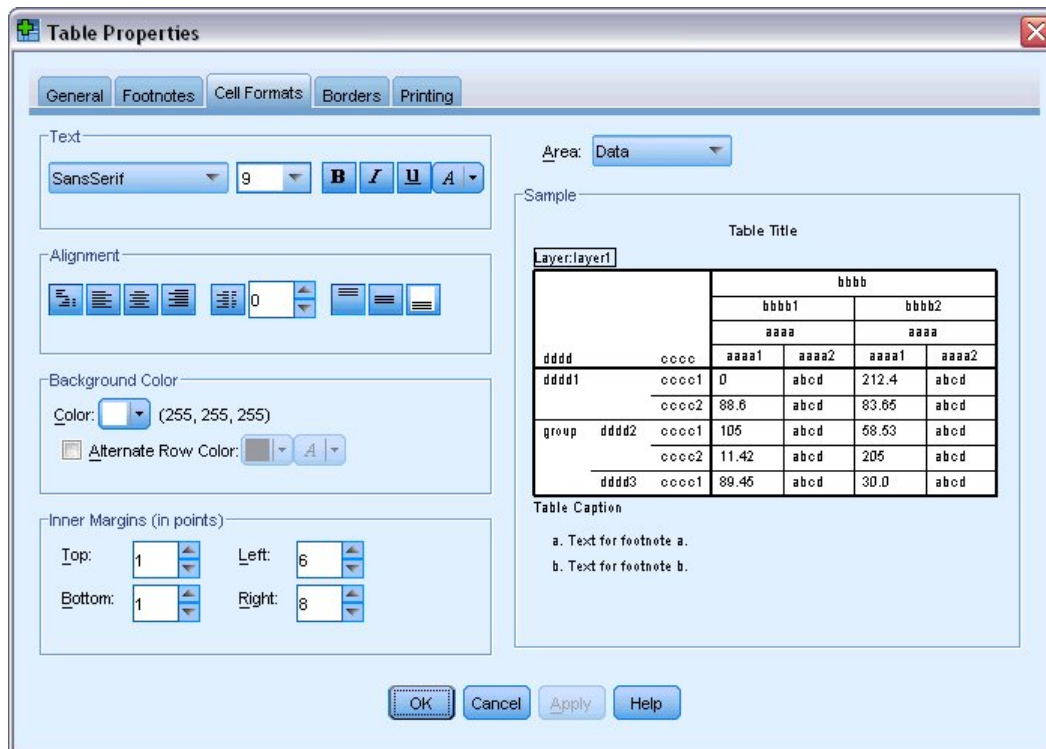 Table Properties
General Footnotes Cell Formats Borders Printing
Text
SansSerif 9 B I U A
Alignment
0
Background Color
Color: (255, 255, 255)
Alternate Row Color: A
Inner Margins (in points)
Top: 1 Left: 6
Bottom: 1 Right: 8
Area: Data
Sample
Table Title
Layer:layer1
bbbb
bbbb1 bbbb2
aaaa aaaa
dddd cccc aaaa1 aaaa2 aaaa1 aaaa2
dddd1 cccc1 0 abcd 212.4 abcd
cccc2 88.6 abcd 83.65 abcd
group dddd2 cccc1 105 abcd 58.53 abcd
cccc2 11.42 abcd 205 abcd
dddd3 cccc1 89.45 abcd 30.0 abcd
Table Caption
a. Text for footnote a.
b. Text for footnote b.
OK Cancel Apply Help